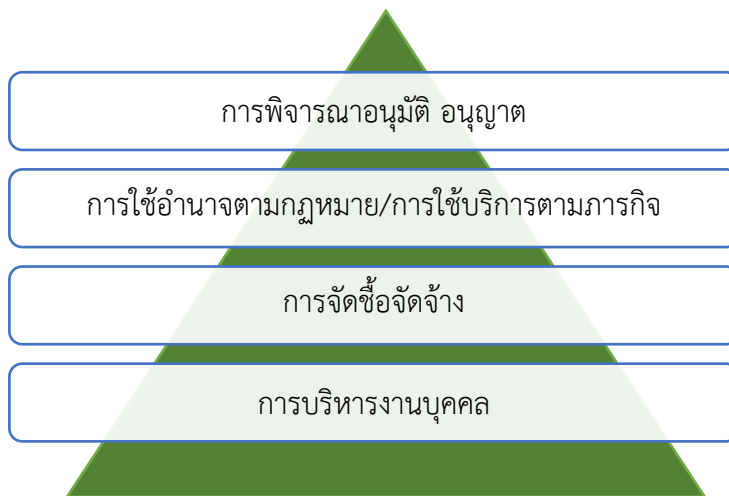 การพิจารณาอนุมัติ อนุญาต
การใช้อำนาจตามกฏหมาย/การใช้บริการตามภารกิจ
การจัดซื้อจัดจ้าง
การบริหารงานบุคคล